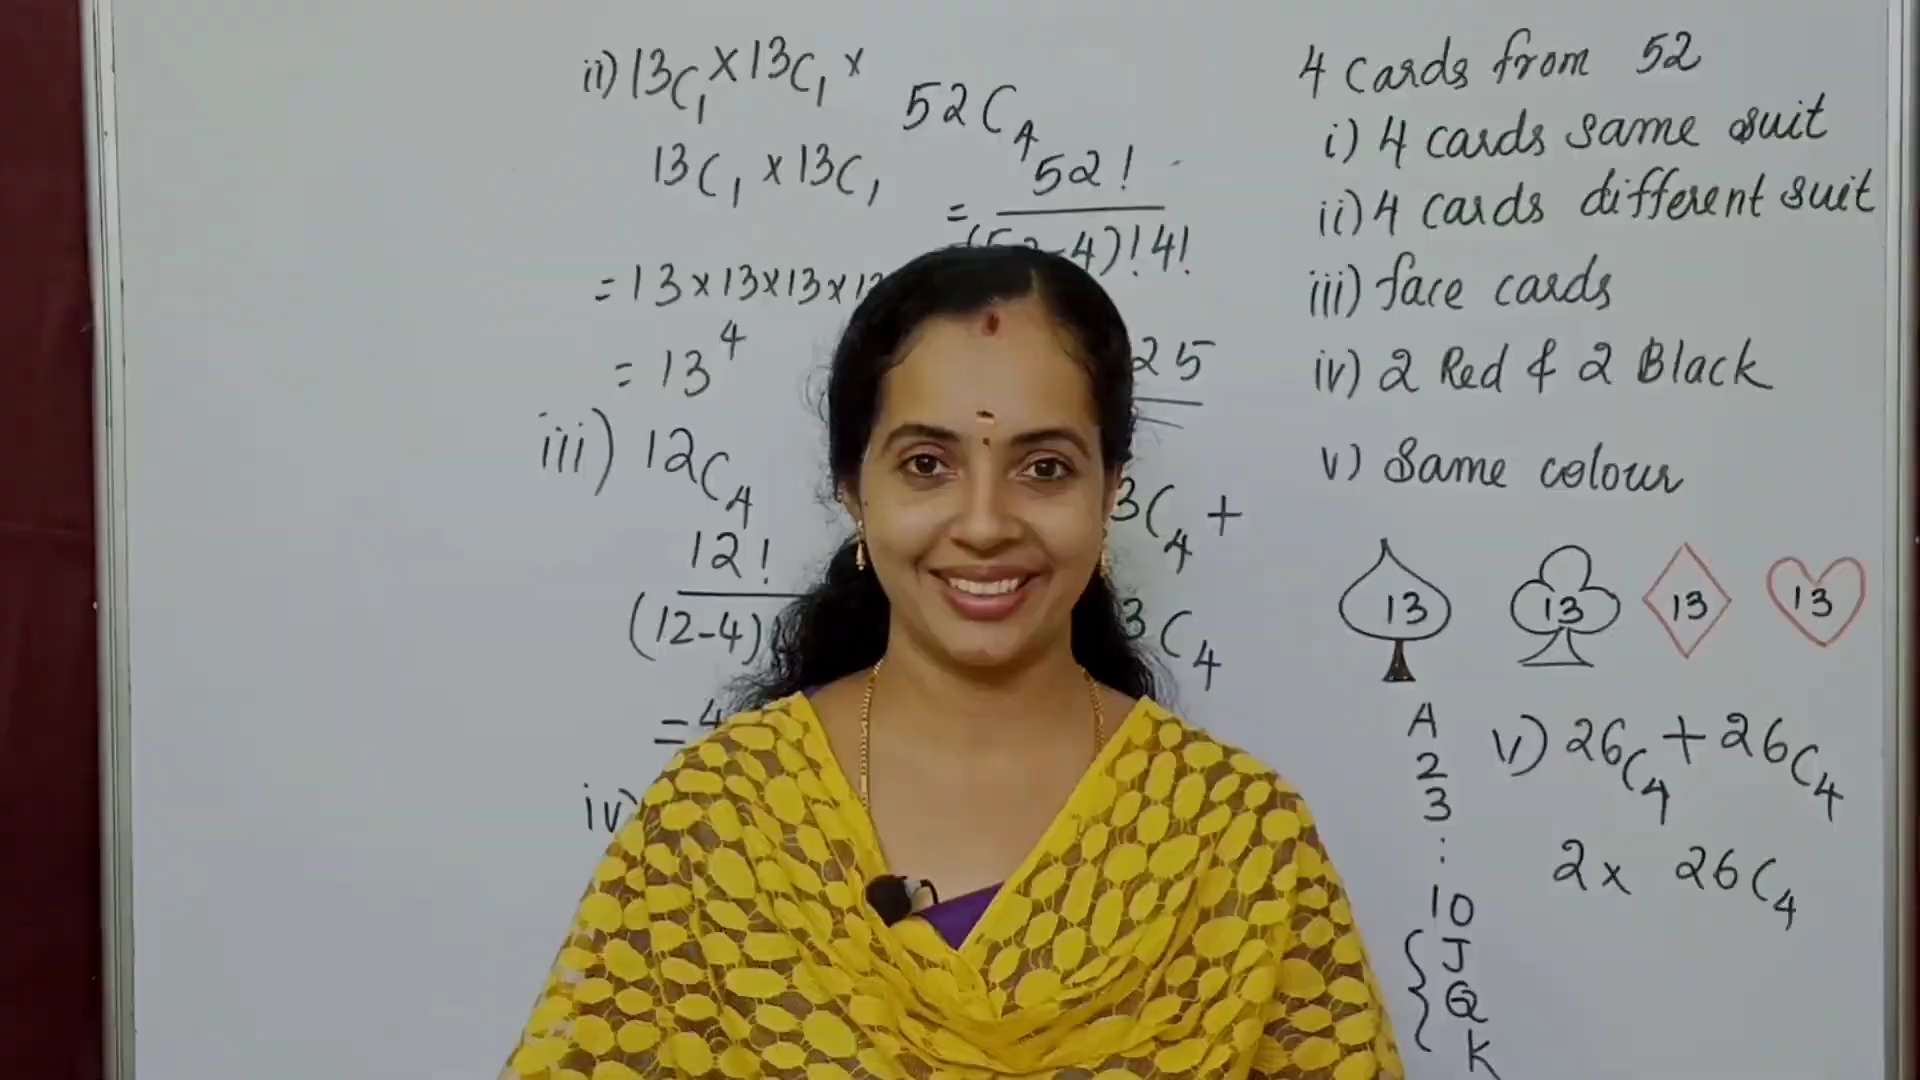 ii) 13C₁ × 13C₁ ×
13C₁ × 13C₁
= 13×13×13×13
= 13⁴
iii) 12C₄
12!
(12-4)!
= 4
iv)
52C₄
= 52!
(52-4)!4!
25
3C₄ +
3C₄
4 cards from 52
i) 4 cards same suit
ii) 4 cards different suit
iii) face cards
iv) 2 Red & 2 Black
v) Same colour
13 13 13 13
A
2
3
:
10
J
Q
K
v) 26C₄ + 26C₄
2 × 26C₄